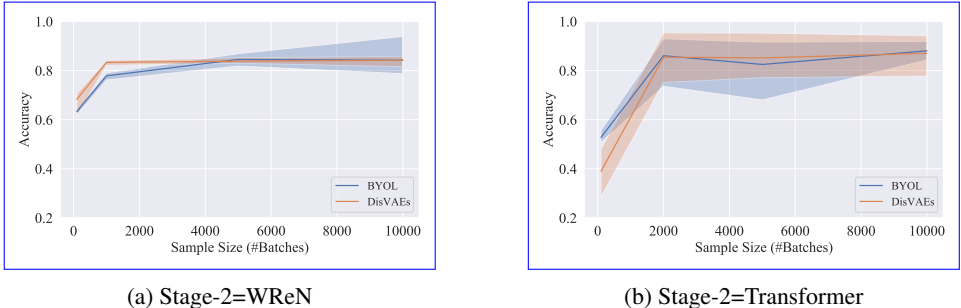 1.0
0.8
0.6
0.4
0.2
Accuracy
0 2000 4000 6000 8000 10000
Sample Size (#Batches)
BYOL
DisVAEs
(a) Stage-2=WReN
1.0
0.8
0.6
0.4
0.2
Accuracy
0 2000 4000 6000 8000 10000
Sample Size (#Batches)
BYOL
DisVAEs
(b) Stage-2=Transformer